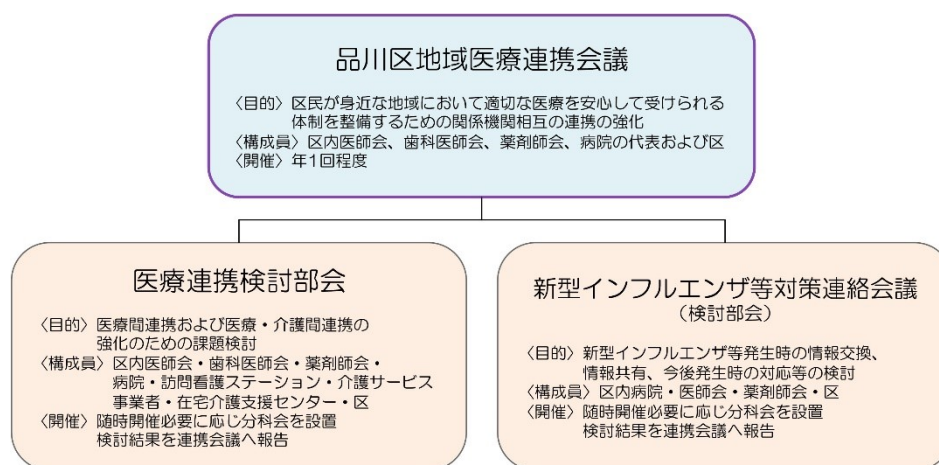 品川区地域医療連携会議
〈目的〉区民が身近な地域において適切な医療を安心して受けられる
体制を整備するための関係機関相互の連携の強化
〈構成員〉区内医師会、歯科医師会、薬剤師会、病院の代表および区
〈開催〉年1回程度
医療連携検討部会
〈目的〉医療間連携および医療・介護間連携の
強化のための課題検討
〈構成員〉区内医師会・歯科医師会・薬剤師会・
病院・訪問看護ステーション・介護サービス
事業者・在宅介護支援センター・区
〈開催〉随時開催必要に応じ分科会を設置
検討結果を連携会議へ報告
新型インフルエンザ等対策連絡会議
（検討部会）
〈目的〉新型インフルエンザ等発生時の情報交換、
情報共有、今後発生時の対応等の検討
〈構成員〉区内病院・医師会・薬剤師会・区
〈開催〉随時開催必要に応じ分科会を設置
検討結果を連携会議へ報告